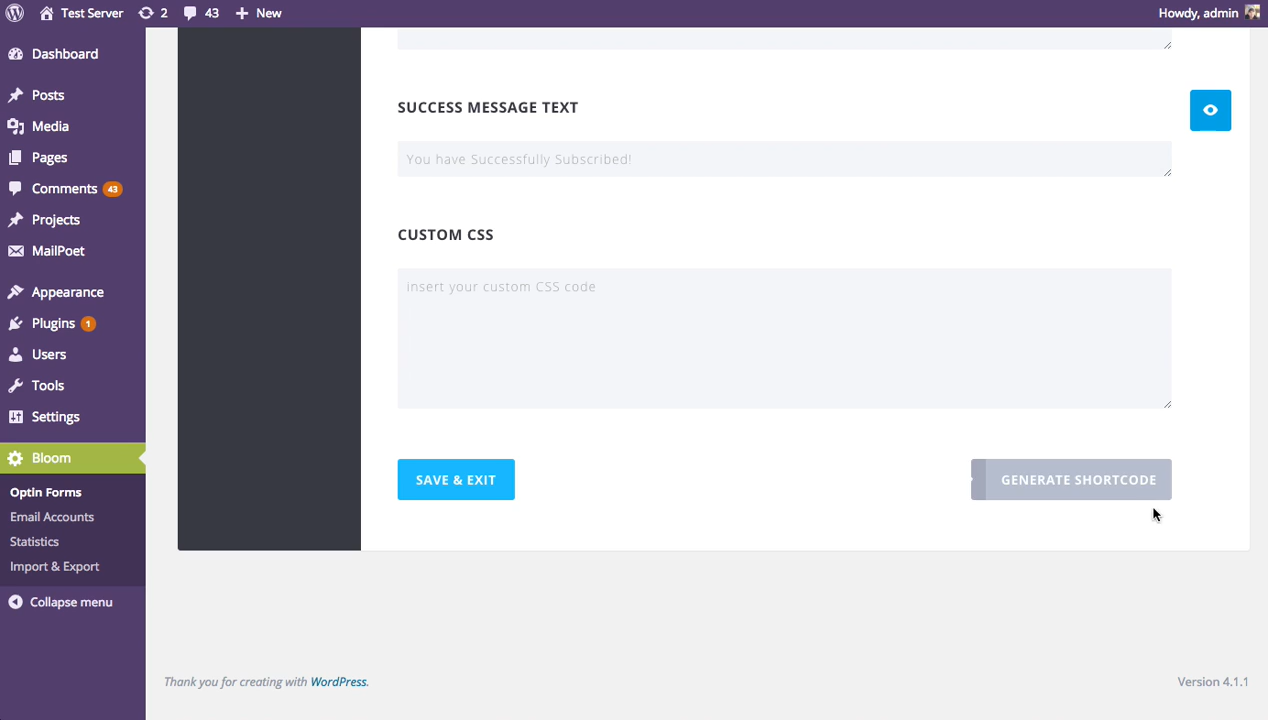 Test Server 2 43 New Howdy, admin
Dashboard
Posts
Media
Pages
Comments 43
Projects
MailPoet
Appearance
Plugins 1
Users
Tools
Settings
Bloom
Optin Forms
Email Accounts
Statistics
Import & Export
Collapse menu
SUCCESS MESSAGE TEXT
You have Successfully Subscribed!
CUSTOM CSS
insert your custom CSS code
SAVE & EXIT GENERATE SHORTCODE
Thank you for creating with WordPress. Version 4.1.1